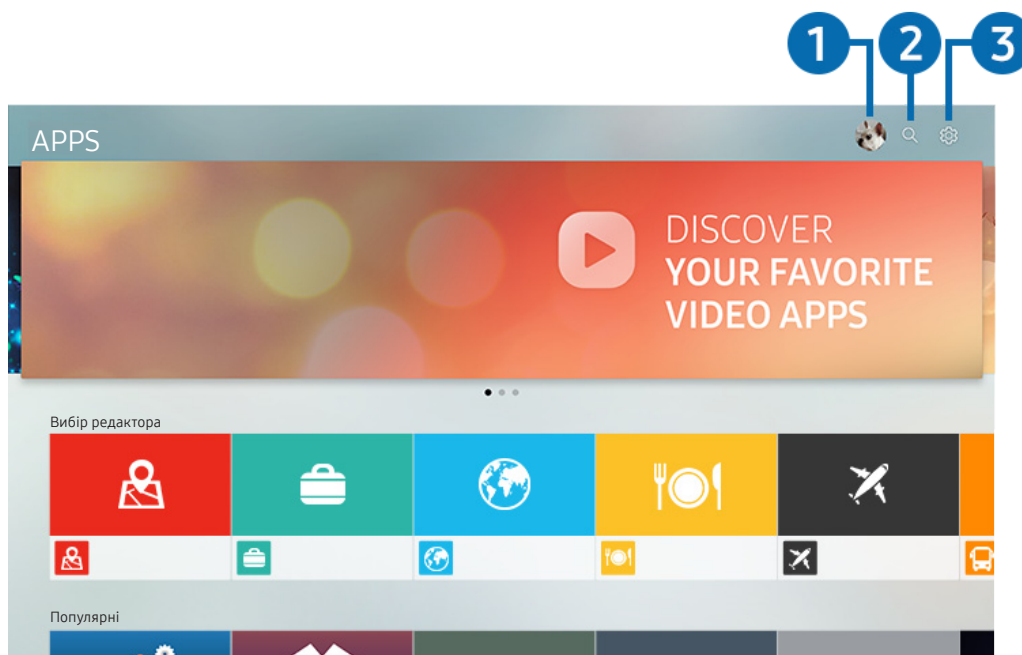 1 2 3
APPS
DISCOVER
YOUR FAVORITE
VIDEO APPS
Вибір редактора
Популярні